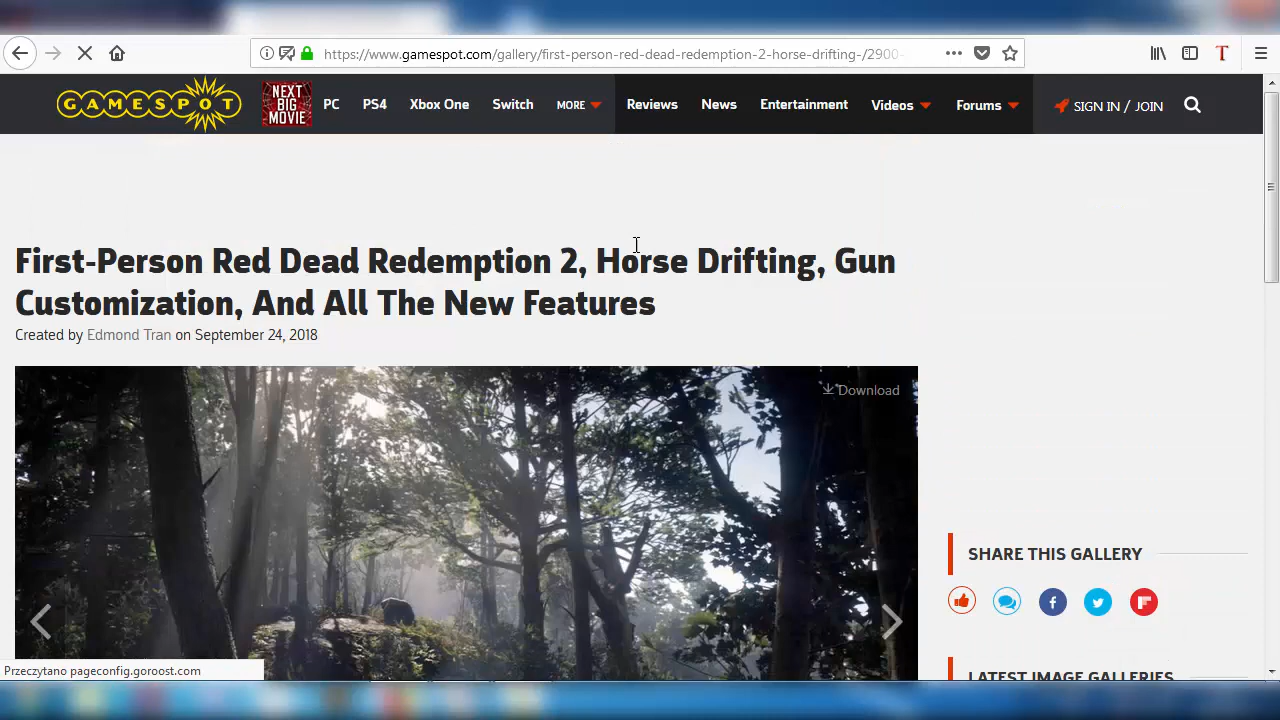 https://www.gamespot.com/gallery/first-person-red-dead-redemption-2-horse-drifting-/2900-
GAMESPOT
NEXT BIG MOVIE
PC PS4 Xbox One Switch MORE Reviews News Entertainment Videos Forums SIGN IN / JOIN
First-Person Red Dead Redemption 2, Horse Drifting, Gun
Customization, And All The New Features
Created by Edmond Tran on September 24, 2018
Download
SHARE THIS GALLERY
Przeczytano pageconfig.goroost.com
LATEST IMAGE GALLERIES